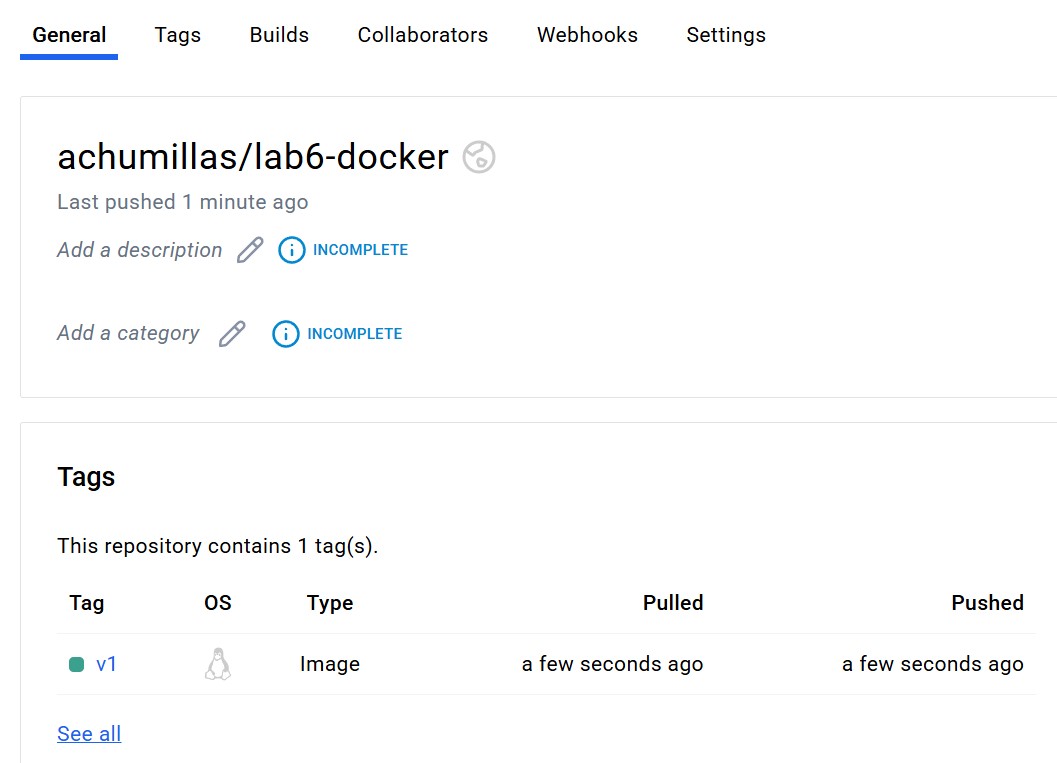 General Tags Builds Collaborators Webhooks Settings
achumillas/lab6-docker
Last pushed 1 minute ago
Add a description INCOMPLETE
Add a category INCOMPLETE
Tags
This repository contains 1 tag(s).
Tag OS Type Pulled Pushed
v1 Image a few seconds ago a few seconds ago
See all